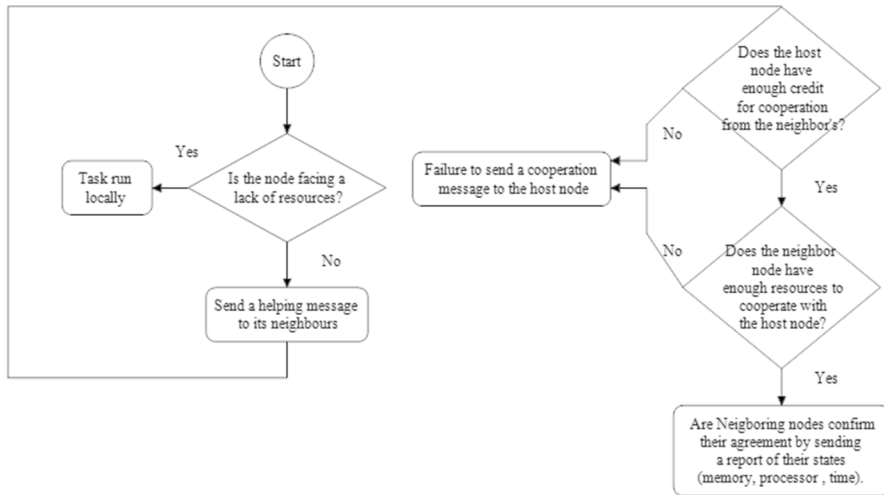 Start
Yes
Is the node facing a
lack of resources?
Task run
locally
No
Send a helping message
to its neighbours
Does the host
node have
enough credit
for cooperation
from the neighbor's?
No
Failure to send a cooperation
message to the host node
Yes
No
Does the neighbor
node have
enough resources to
cooperate with
the host node?
Yes
Are Neigboring nodes confirm
their agreement by sending
a report of their states
(memory, processor , time).